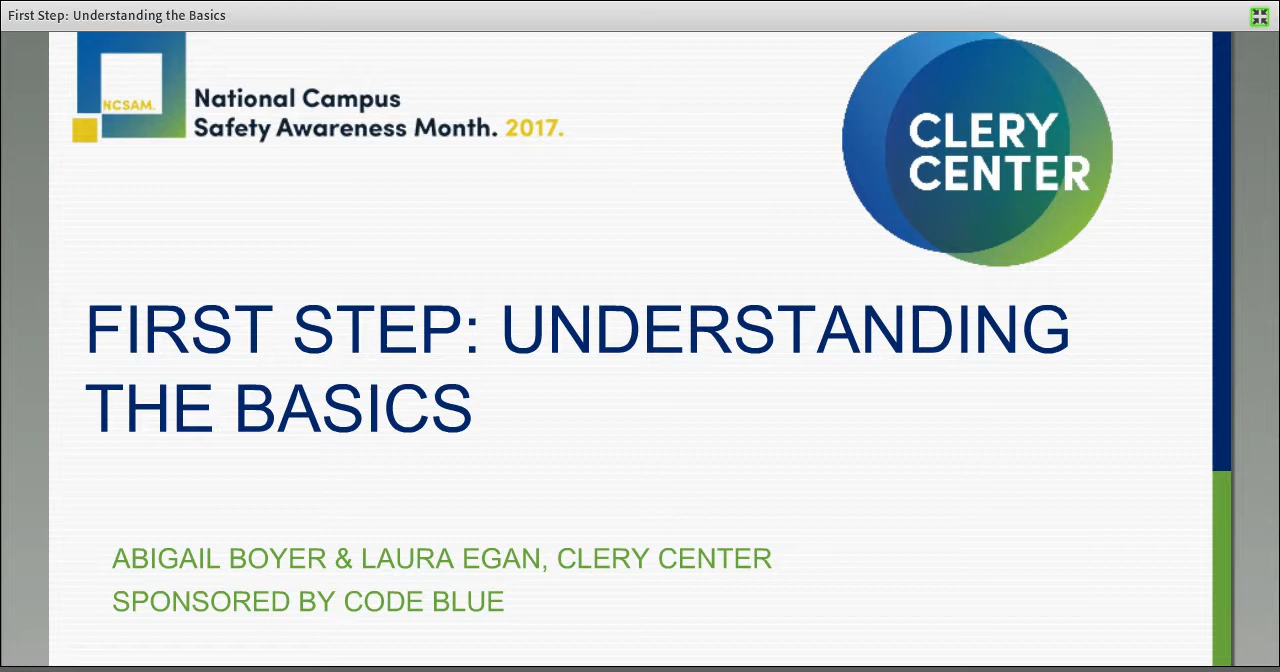 First Step: Understanding the Basics
NCSAM.
National Campus
Safety Awareness Month. 2017.
CLERY
CENTER
FIRST STEP: UNDERSTANDING
THE BASICS
ABIGAIL BOYER & LAURA EGAN, CLERY CENTER
SPONSORED BY CODE BLUE